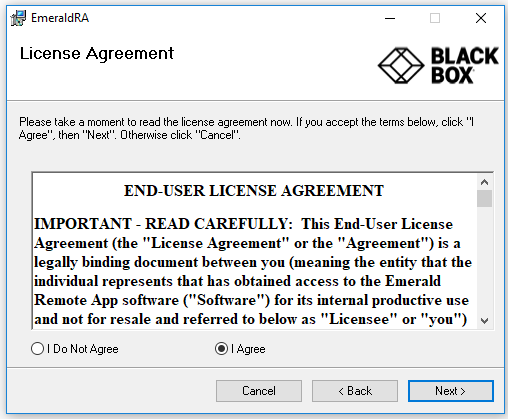 EmeraldRA
License Agreement
BLACK
BOX
Please take a moment to read the license agreement now. If you accept the terms below, click "I
Agree", then "Next". Otherwise click "Cancel".
END-USER LICENSE AGREEMENT
IMPORTANT - READ CAREFULLY: This End-User License
Agreement (the "License Agreement" or the "Agreement") is a
legally binding document between you (meaning the entity that the
individual represents that has obtained access to the Emerald
Remote App software ("Software") for its internal productive use
and not for resale and referred to below as "Licensee" or "you")
I Do Not Agree
I Agree
Cancel
< Back
Next >